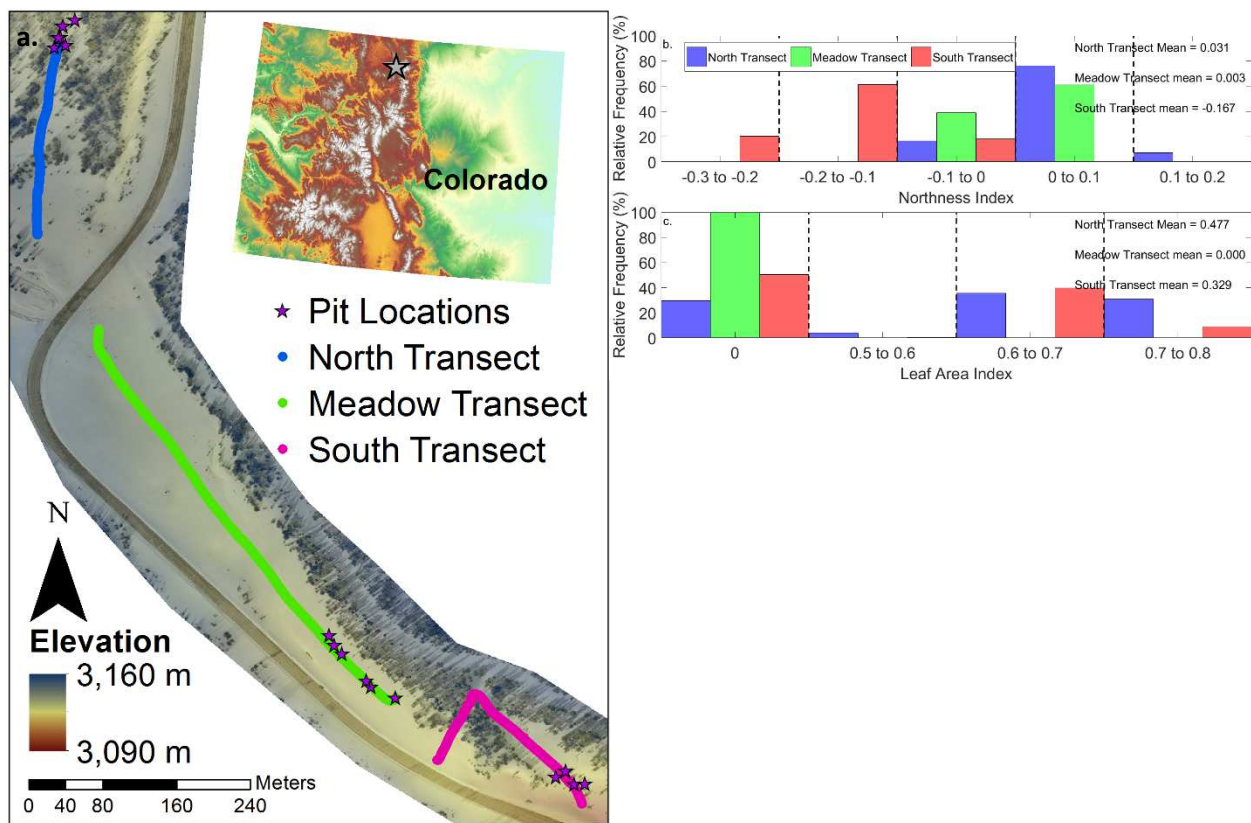 a.
Colorado
Pit Locations
North Transect
Meadow Transect
South Transect
N
Elevation
3,160 m
3,090 m
Meters
0 40 80 160 240
b.
Relative Frequency (%)
100
80
60
40
20
0
North Transect Meadow Transect South Transect
North Transect Mean = 0.031
Meadow Transect mean = 0.003
South Transect mean = -0.167
-0.3 to -0.2 -0.2 to -0.1 -0.1 to 0 0 to 0.1 0.1 to 0.2
Northness Index
c.
Relative Frequency (%)
100
80
60
40
20
0
North Transect Mean = 0.477
Meadow Transect Mean = 0.000
South Transect mean = 0.329
0 0.5 to 0.6 0.6 to 0.7 0.7 to 0.8
Leaf Area Index